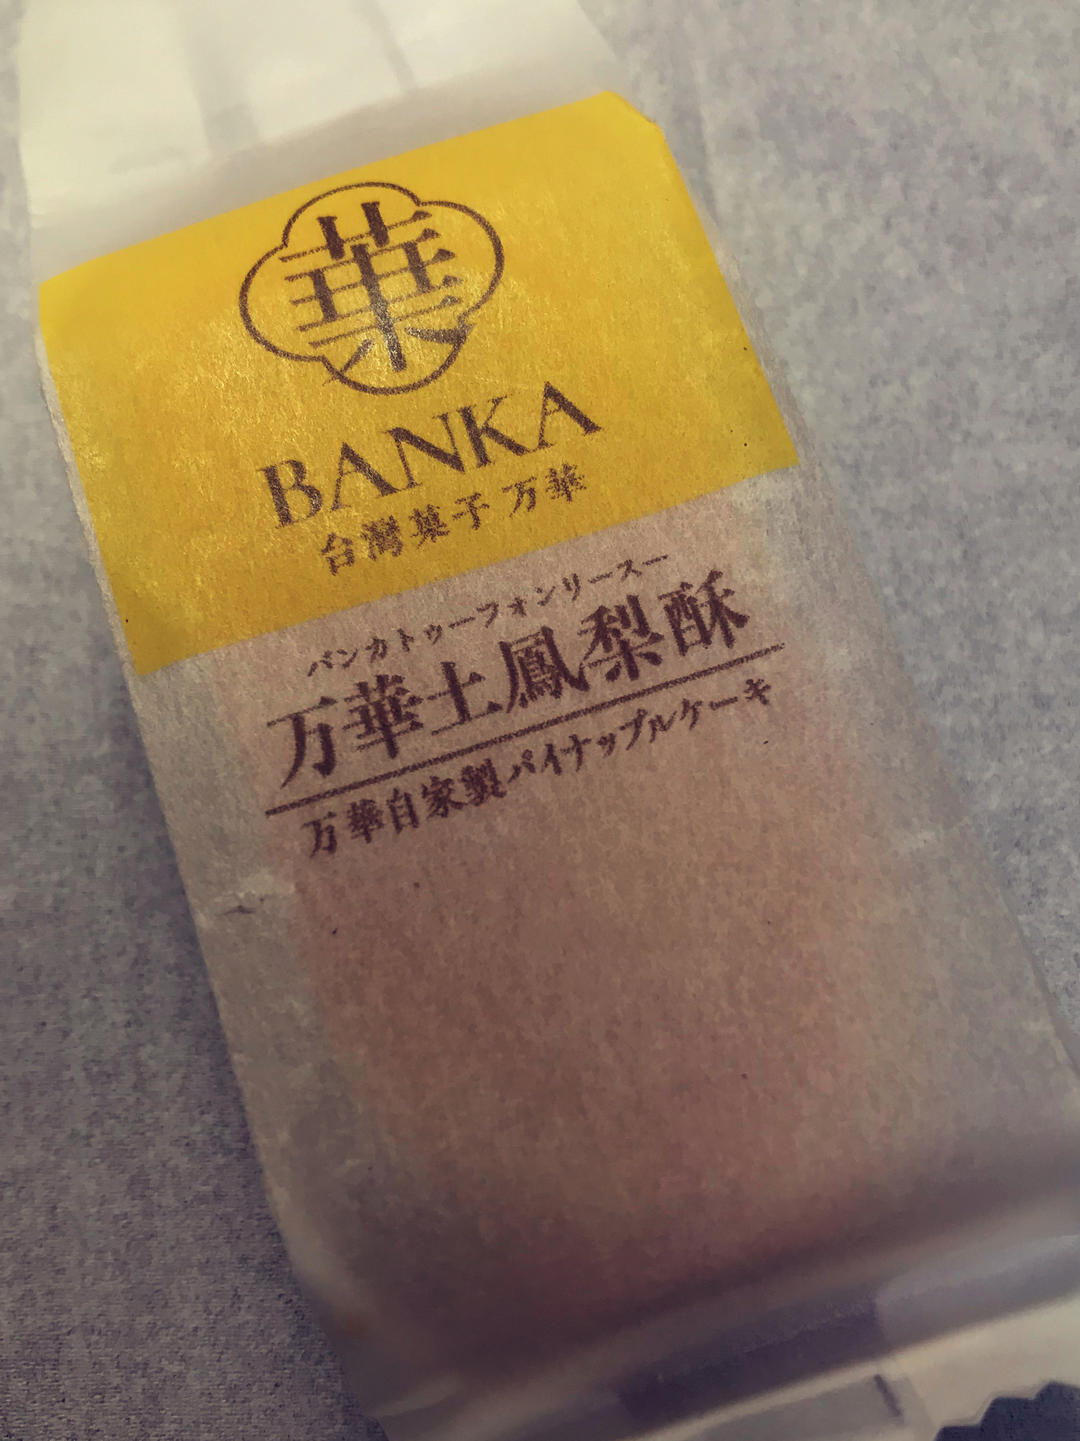 華
BANKA
台灣菓子 万華
バンカトゥーフォンリースー
万華土鳳梨酥
万華自家製パイナップルケーキ